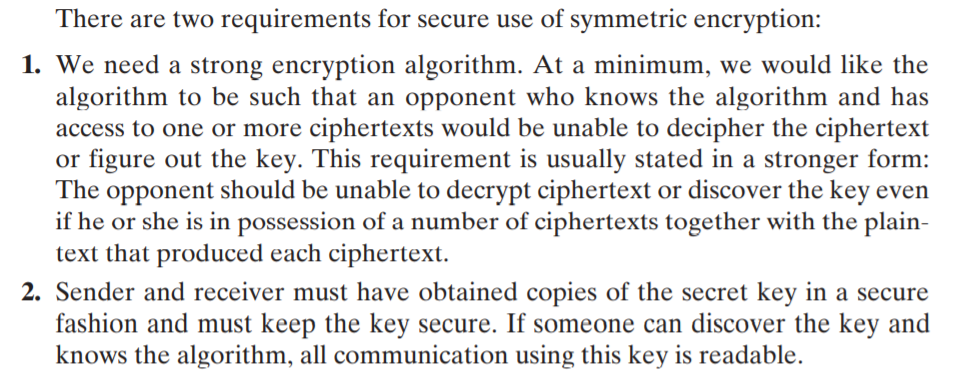 There are two requirements for secure use of symmetric encryption:
1. We need a strong encryption algorithm. At a minimum, we would like the
algorithm to be such that an opponent who knows the algorithm and has
access to one or more ciphertexts would be unable to decipher the ciphertext
or figure out the key. This requirement is usually stated in a stronger form:
The opponent should be unable to decrypt ciphertext or discover the key even
if he or she is in possession of a number of ciphertexts together with the plain-
text that produced each ciphertext.
2. Sender and receiver must have obtained copies of the secret key in a secure
fashion and must keep the key secure. If someone can discover the key and
knows the algorithm, all communication using this key is readable.